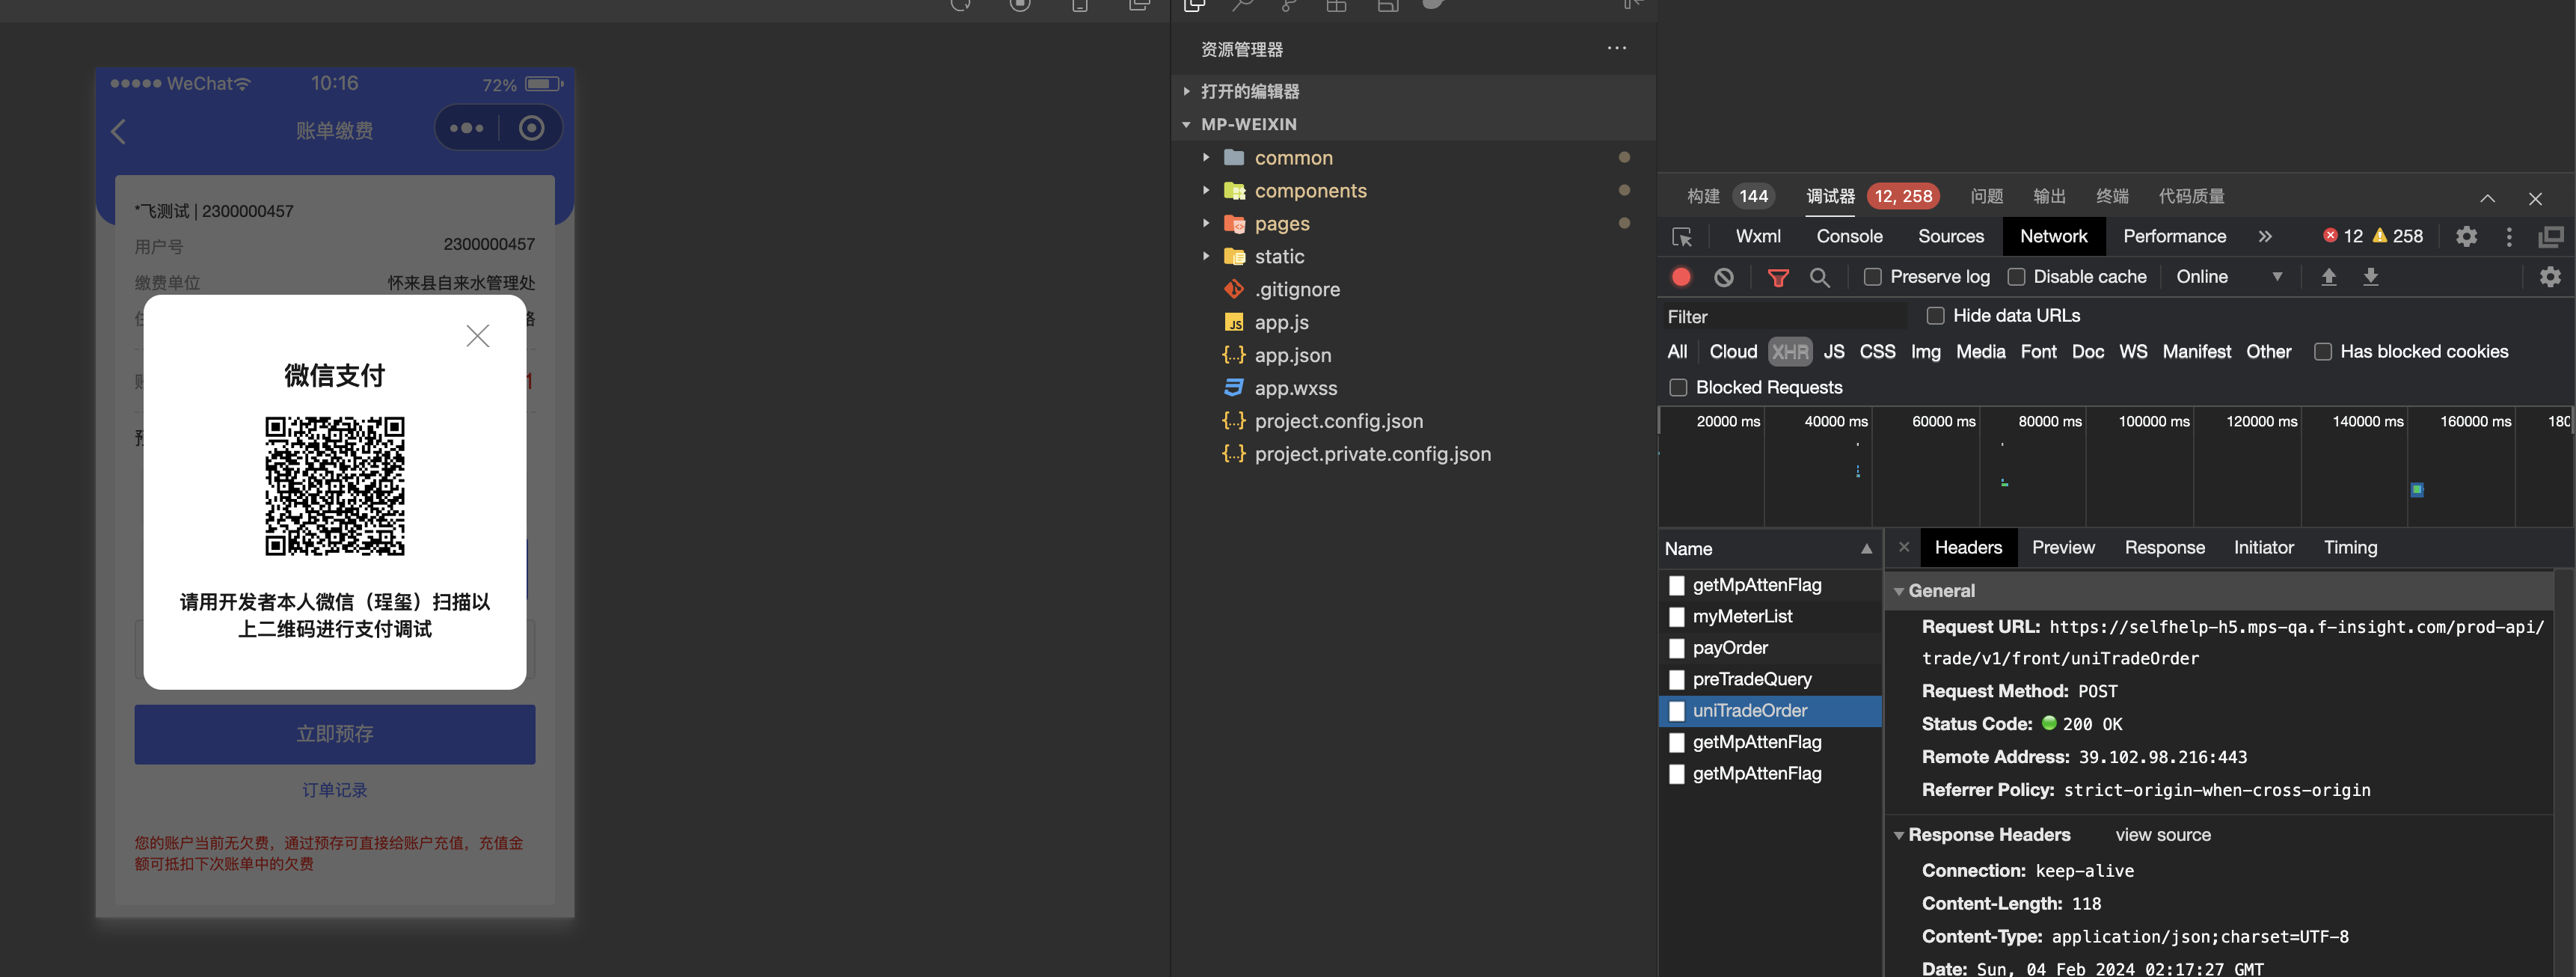 WeChat
10:16
72%
账单缴费
*飞测试 | 2300000457
用户号
2300000457
缴费单位
怀来县自来水管理处
微信支付
请用开发者本人微信（珵玺）扫描以
上二维码进行支付调试
立即预存
订单记录
您的账户当前无欠费，通过预存可直接给账户充值，充值金
额可抵扣下次账单中的欠费
资源管理器
打开的编辑器
MP-WEIXIN
common
components
pages
static
.gitignore
JS
app.js
{...} app.json
app.wxss
{...} project.config.json
{...} project.private.config.json
构建 144 调试器 12, 258 问题 输出 终端 代码质量
Wxml Console Sources Network Performance 12 258
Preserve log Disable cache Online
Filter Hide data URLs
All Cloud XHR JS CSS Img Media Font Doc WS Manifest Other Has blocked cookies
Blocked Requests
20000 ms 40000 ms 60000 ms 80000 ms 100000 ms 120000 ms 140000 ms 160000 ms
Name
getMpAttenFlag
myMeterList
payOrder
preTradeQuery
uniTradeOrder
getMpAttenFlag
getMpAttenFlag
Headers Preview Response Initiator Timing
General
Request URL: https://selfhelp-h5.mps-qa.f-insight.com/prod-api/
trade/v1/front/uniTradeOrder
Request Method: POST
Status Code: 200 OK
Remote Address: 39.102.98.216:443
Referrer Policy: strict-origin-when-cross-origin
Response Headers view source
Connection: keep-alive
Content-Length: 118
Content-Type: application/json;charset=UTF-8
Date: Sun, 04 Feb 2024 02:17:27 GMT